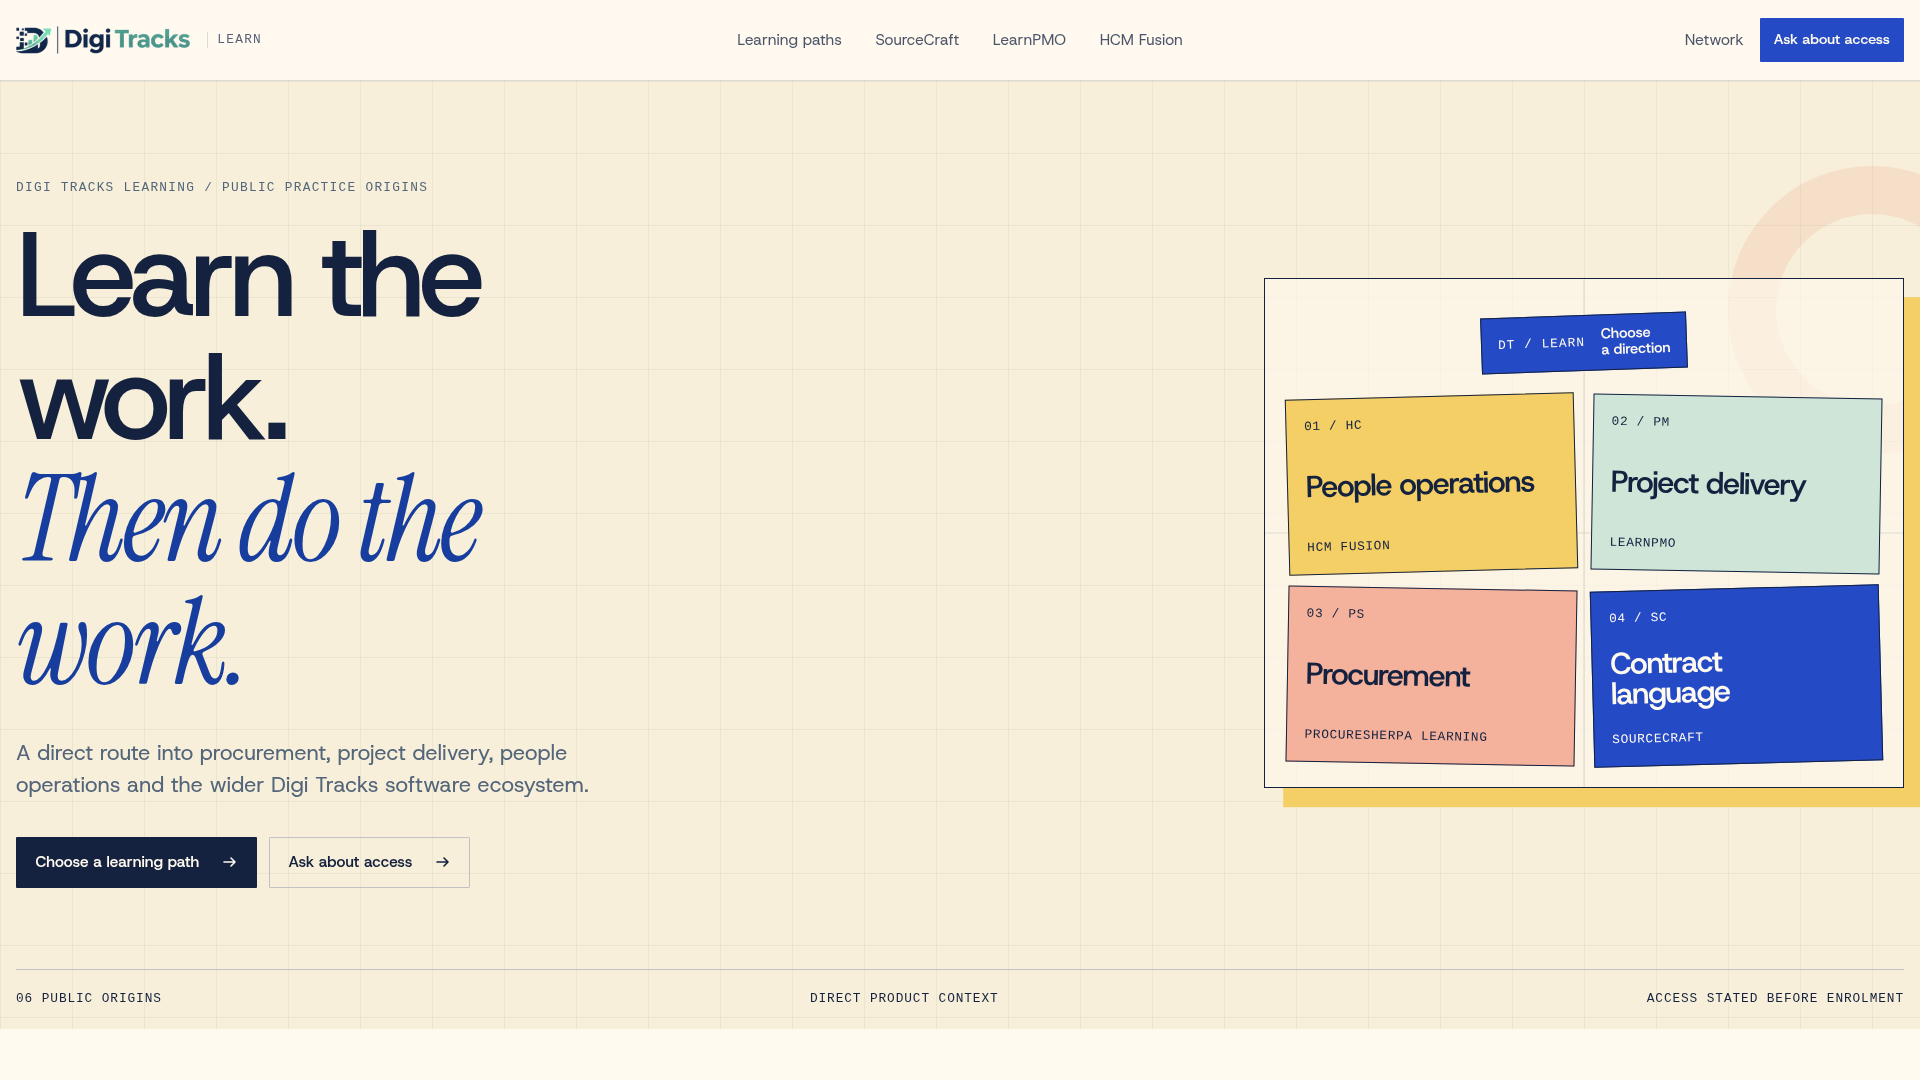 Digi Tracks
LEARN
Learning paths
SourceCraft
LearnPMO
HCM Fusion
Network
Ask about access
DIGI TRACKS LEARNING / PUBLIC PRACTICE ORIGINS
Learn the
work.
Then do the
work.
A direct route into procurement, project delivery, people
operations and the wider Digi Tracks software ecosystem.
Choose a learning path →
Ask about access →
DT / LEARN
Choose
a direction
01 / HC
People operations
HCM FUSION
02 / PM
Project delivery
LEARNPMO
03 / PS
Procurement
PROCURESHERPA LEARNING
04 / SC
Contract
language
SOURCECRAFT
06 PUBLIC ORIGINS
DIRECT PRODUCT CONTEXT
ACCESS STATED BEFORE ENROLMENT